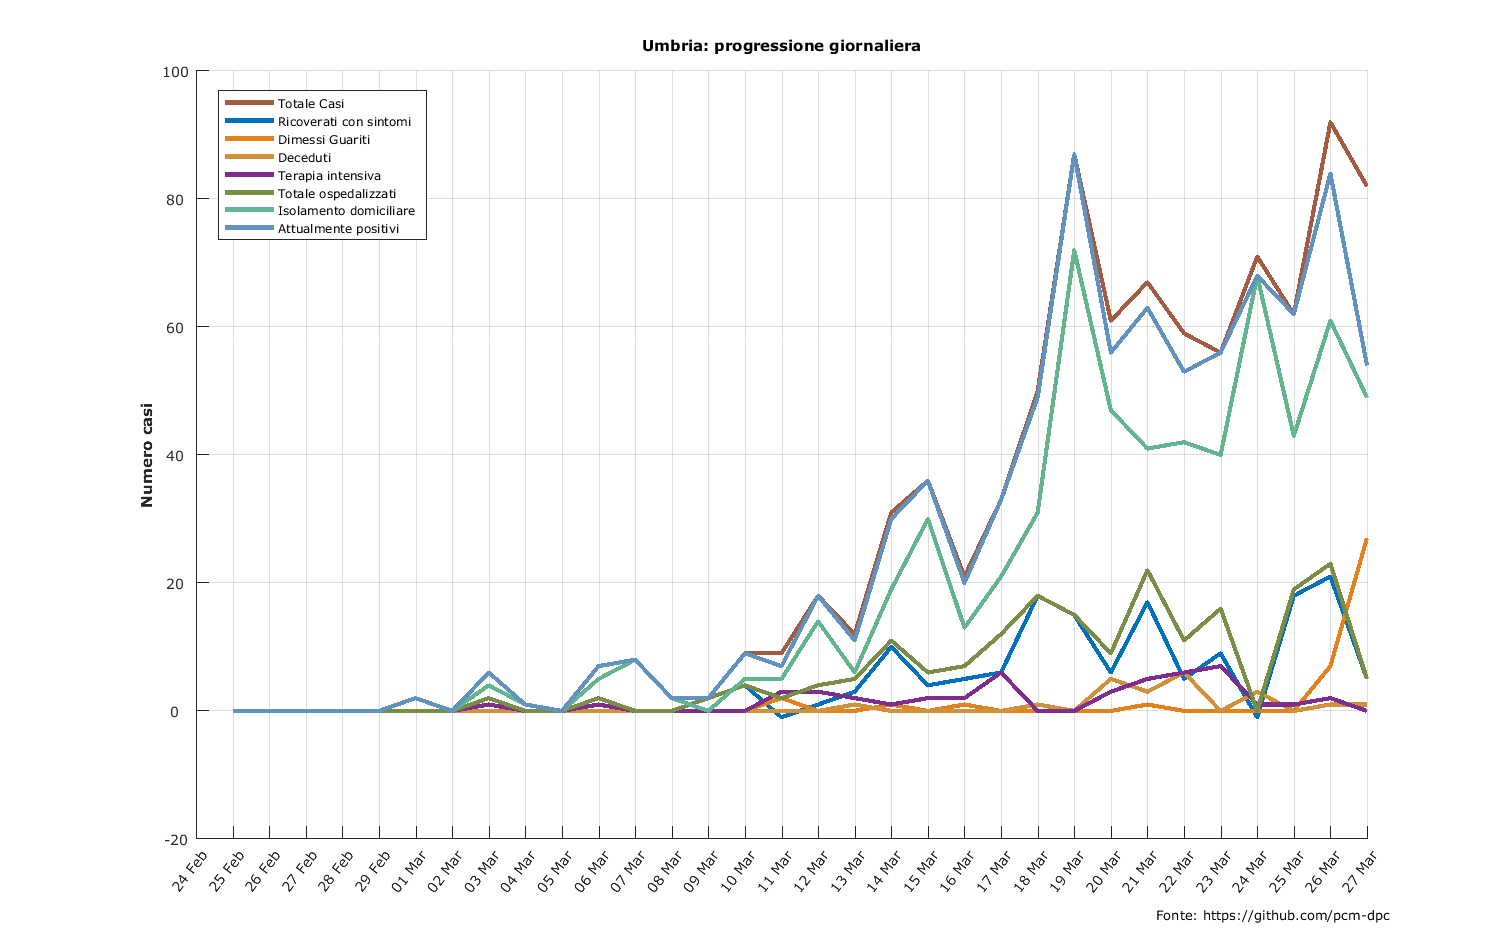 Umbria: progressione giornaliera
100
80
60
40
20
0
-20
Numero casi
Totale Casi
Ricoverati con sintomi
Dimessi Guariti
Deceduti
Terapia intensiva
Totale ospedalizzati
Isolamento domiciliare
Attualmente positivi
24 Feb
25 Feb
26 Feb
27 Feb
28 Feb
29 Feb
01 Mar
02 Mar
03 Mar
04 Mar
05 Mar
06 Mar
07 Mar
08 Mar
09 Mar
10 Mar
11 Mar
12 Mar
13 Mar
14 Mar
15 Mar
16 Mar
17 Mar
18 Mar
19 Mar
20 Mar
21 Mar
22 Mar
23 Mar
24 Mar
25 Mar
26 Mar
27 Mar
Fonte: https://github.com/pcm-dpc